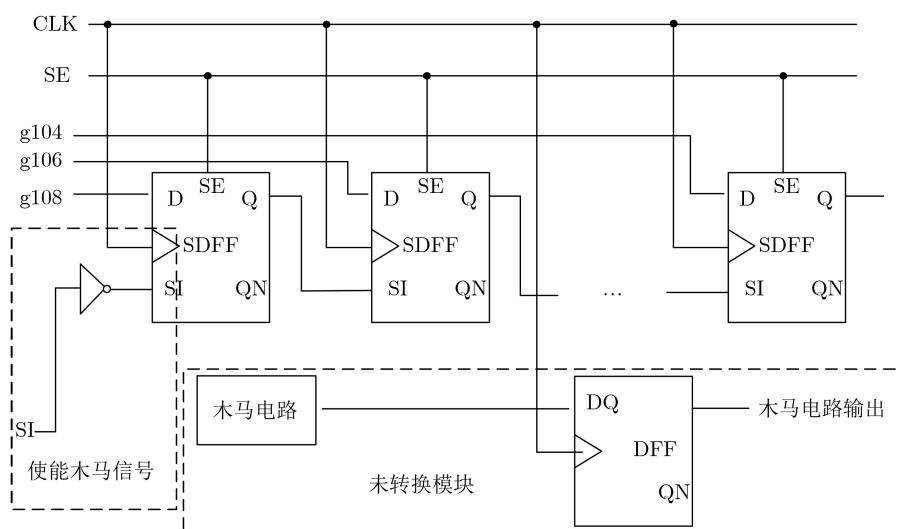 CLK
SE
g104
g106
g108
D SE Q
SDFF
SI QN
D SE Q
SDFF
SI QN
…
D SE Q
SDFF
SI QN
SI
使能木马信号
木马电路
未转换模块
DQ
DFF
QN
木马电路输出